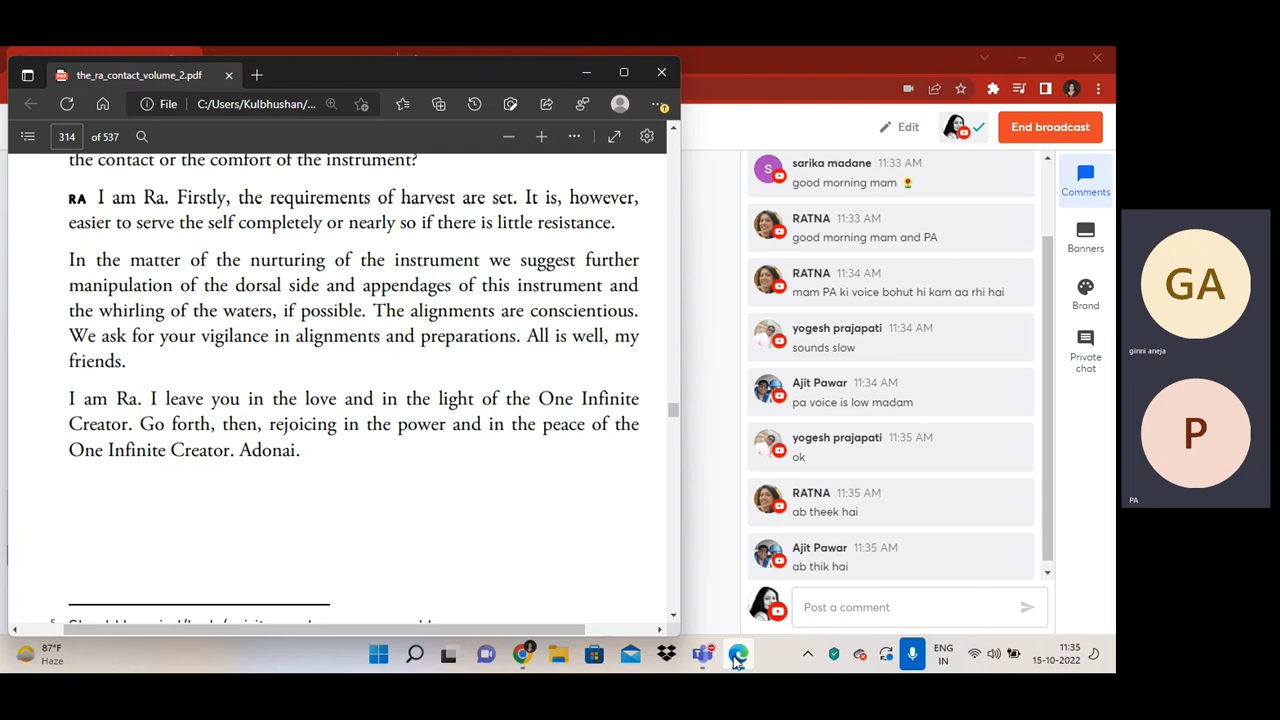 the_ra_contact_volume_2.pdf
File
C:/Users/Kulbhushan/...
314 of 537
the contact or the comfort of the instrument?
RA I am Ra. Firstly, the requirements of harvest are set. It is, however,
easier to serve the self completely or nearly so if there is little resistance.
In the matter of the nurturing of the instrument we suggest further
manipulation of the dorsal side and appendages of this instrument and
the whirling of the waters, if possible. The alignments are conscientious.
We ask for your vigilance in alignments and preparations. All is well, my
friends.
I am Ra. I leave you in the love and in the light of the One Infinite
Creator. Go forth, then, rejoicing in the power and in the peace of the
One Infinite Creator. Adonai.
Edit
End broadcast
S
sarika madane 11:33 AM
good morning mam 🌻
RATNA 11:33 AM
good morning mam and PA
RATNA 11:34 AM
mam PA ki voice bohut hi kam aa rhi hai
yogesh prajapati 11:34 AM
sounds slow
Ajit Pawar 11:34 AM
pa voice is low madam
yogesh prajapati 11:35 AM
ok
RATNA 11:35 AM
ab theek hai
Ajit Pawar 11:35 AM
ab thik hai
Post a comment
Comments
Banners
Brand
Private
chat
GA
ginni aneja
P
PA
87°F
Haze
ENG
IN
11:35
15-10-2022